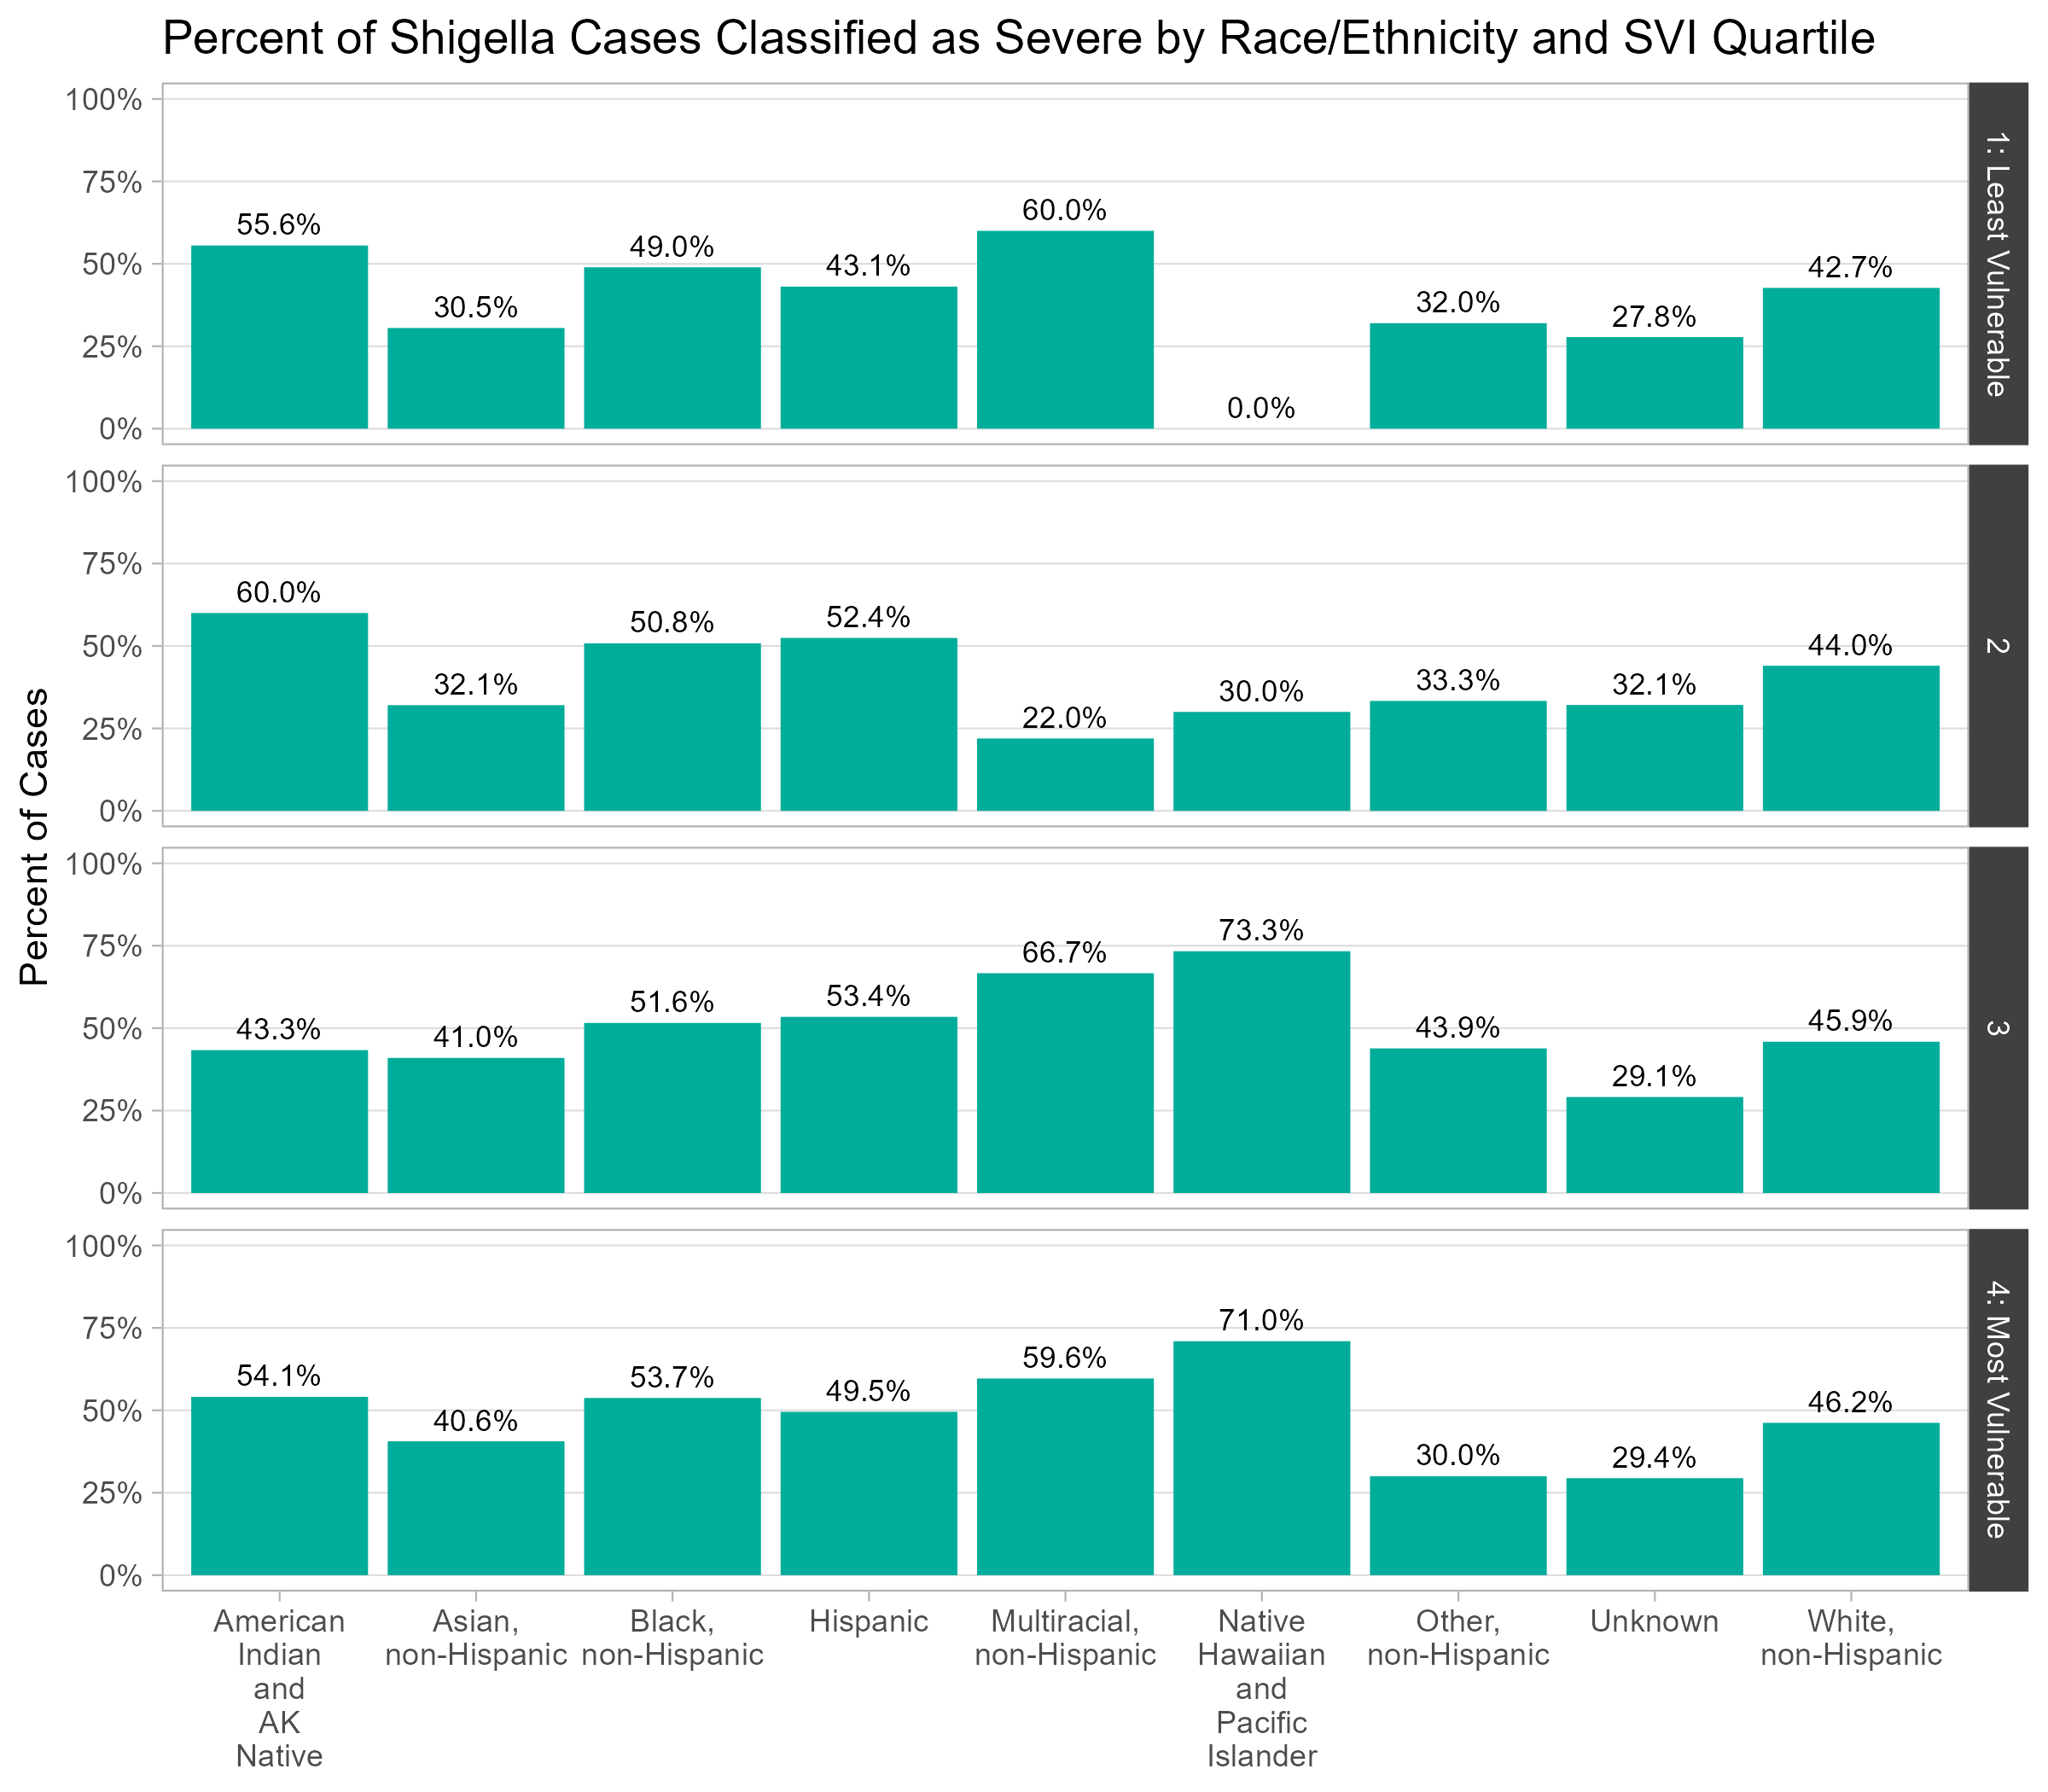 Percent of Shigella Cases Classified as Severe by Race/Ethnicity and SVI Quartile
Percent of Cases
100%
75%
50%
25%
0%
55.6%
30.5%
49.0%
43.1%
60.0%
0.0%
32.0%
27.8%
42.7%
1: Least Vulnerable
100%
75%
50%
25%
0%
60.0%
32.1%
50.8%
52.4%
22.0%
30.0%
33.3%
32.1%
44.0%
2
100%
75%
50%
25%
0%
43.3%
41.0%
51.6%
53.4%
66.7%
73.3%
43.9%
29.1%
45.9%
3
100%
75%
50%
25%
0%
54.1%
40.6%
53.7%
49.5%
59.6%
71.0%
30.0%
29.4%
46.2%
4: Most Vulnerable
American
Indian
and
AK
Native
Asian,
non-Hispanic
Black,
non-Hispanic
Hispanic
Multiracial,
non-Hispanic
Native
Hawaiian
and
Pacific
Islander
Other,
non-Hispanic
Unknown
White,
non-Hispanic